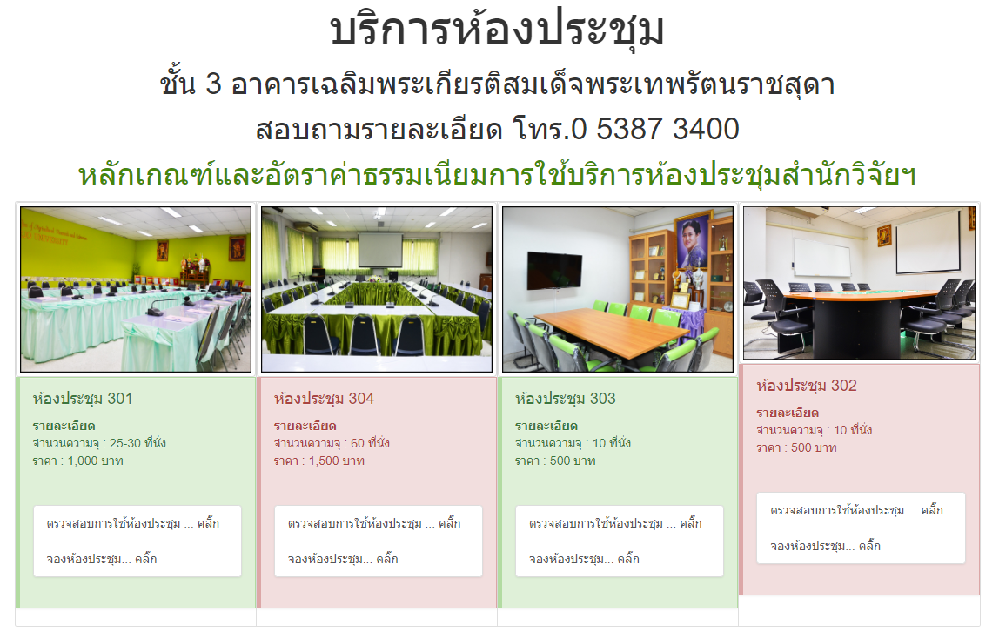 บริการห้องประชุม
ชั้น 3 อาคารเฉลิมพระเกียรติสมเด็จพระเทพรัตนราชสุดา
สอบถามรายละเอียด โทร.0 5387 3400
หลักเกณฑ์และอัตราค่าธรรมเนียมการใช้บริการห้องประชุมสำนักวิจัยฯ
ห้องประชุม 301
รายละเอียด
จำนวนความจุ : 25-30 ที่นั่ง
ราคา : 1,000 บาท
ตรวจสอบการใช้ห้องประชุม ... คลิ๊ก
จองห้องประชุม... คลิ๊ก
ห้องประชุม 304
รายละเอียด
จำนวนความจุ : 60 ที่นั่ง
ราคา : 1,500 บาท
ตรวจสอบการใช้ห้องประชุม ... คลิ๊ก
จองห้องประชุม... คลิ๊ก
ห้องประชุม 303
รายละเอียด
จำนวนความจุ : 10 ที่นั่ง
ราคา : 500 บาท
ตรวจสอบการใช้ห้องประชุม ... คลิ๊ก
จองห้องประชุม... คลิ๊ก
ห้องประชุม 302
รายละเอียด
จำนวนความจุ : 10 ที่นั่ง
ราคา : 500 บาท
ตรวจสอบการใช้ห้องประชุม ... คลิ๊ก
จองห้องประชุม... คลิ๊ก